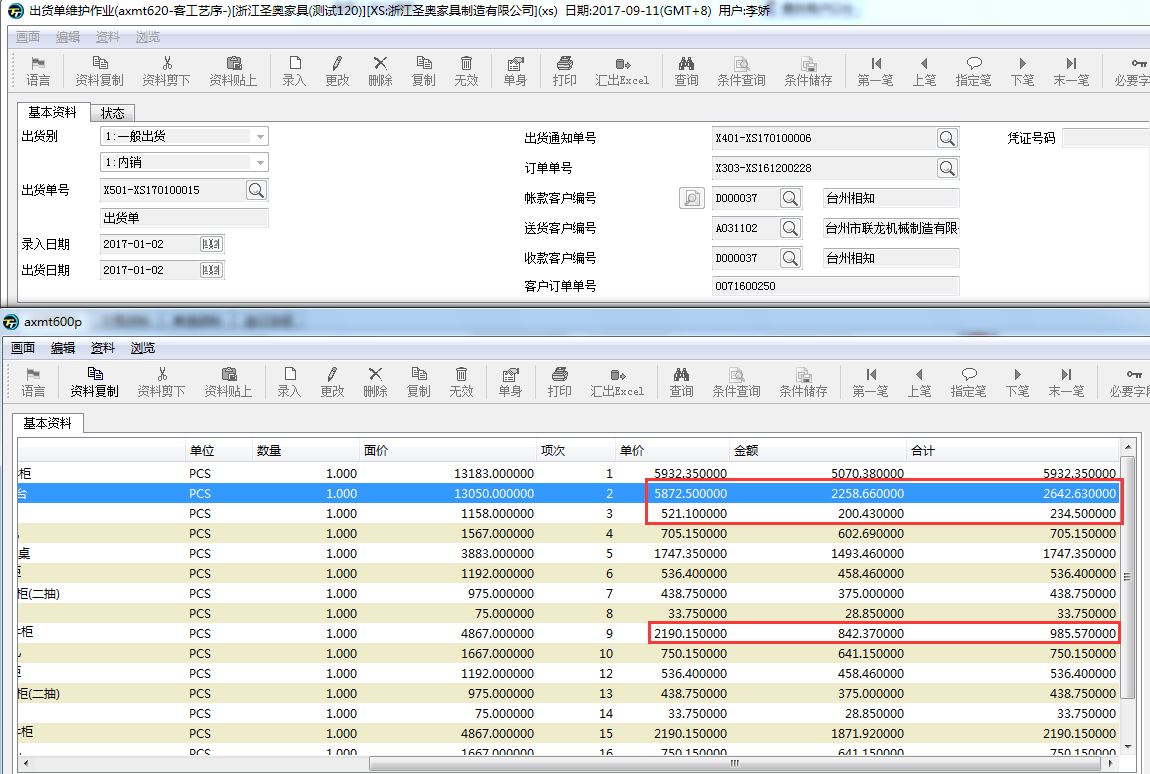 出货单维护作业(axmt620-客工艺序-)[浙江圣奥家具(测试120)][XS:浙江圣奥家具制造有限公司](xs) 日期:2017-09-11(GMT+8) 用户:李娇
画面 编辑 资料 浏览
语言 资料复制 资料剪下 资料贴上 录入 更改 删除 复制 无效 单身 打印 汇出Excel 查询 条件查询 条件储存 第一笔 上笔 指定笔 下笔 末一笔 必要字
基本资料 状态
出货别 1:一般出货 出货通知单号 X401-XS170100006 凭证号码
1:内销 订单单号 X303-XS161200228
出货单号 X501-XS170100015 帐款客户编号 D000037 台州相知
出货单 送货客户编号 A031102 台州市联龙机械制造有限
录入日期 2017-01-02 收款客户编号 D000037 台州相知
出货日期 2017-01-02 客户订单单号 0071600250
axmt600p
画面 编辑 资料 浏览
语言 资料复制 资料剪下 资料贴上 录入 更改 删除 复制 无效 单身 打印 汇出Excel 查询 条件查询 条件储存 第一笔 上笔 指定笔 下笔 末一笔 必要字段
基本资料
单位 数量 面价 项次 单价 金额 合计
柜 PCS 1.000 13183.000000 1 5932.350000 5070.380000 5932.350000
台 PCS 1.000 13050.000000 2 5872.500000 2258.660000 2642.630000
PCS 1.000 1158.000000 3 521.100000 200.430000 234.500000
PCS 1.000 1567.000000 4 705.150000 602.690000 705.150000
桌 PCS 1.000 3883.000000 5 1747.350000 1493.460000 1747.350000
PCS 1.000 1192.000000 6 536.400000 458.460000 536.400000
柜(二抽) PCS 1.000 975.000000 7 438.750000 375.000000 438.750000
PCS 1.000 75.000000 8 33.750000 28.850000 33.750000
柜 PCS 1.000 4867.000000 9 2190.150000 842.370000 985.570000
PCS 1.000 1667.000000 10 750.150000 641.150000 750.150000
PCS 1.000 1192.000000 12 536.400000 458.460000 536.400000
柜(二抽) PCS 1.000 975.000000 13 438.750000 375.000000 438.750000
PCS 1.000 75.000000 14 33.750000 28.850000 33.750000
柜 PCS 1.000 4867.000000 15 2190.150000 1871.920000 2190.150000
PCS 1.000 1667.000000 16 750.150000 641.150000 750.150000